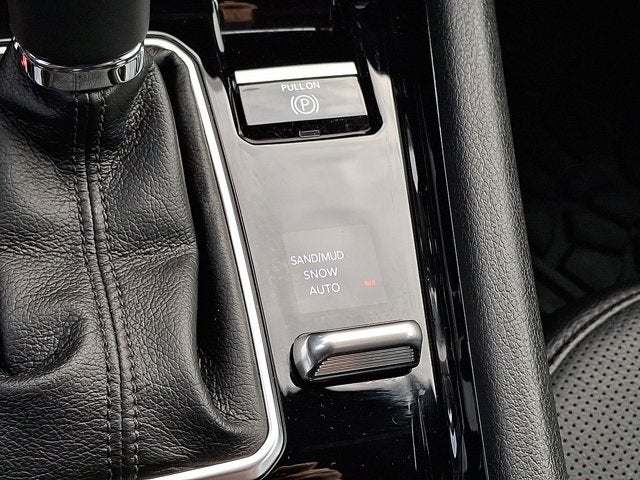 PULL ON
(P)
SAND/MUD
SNOW
AUTO